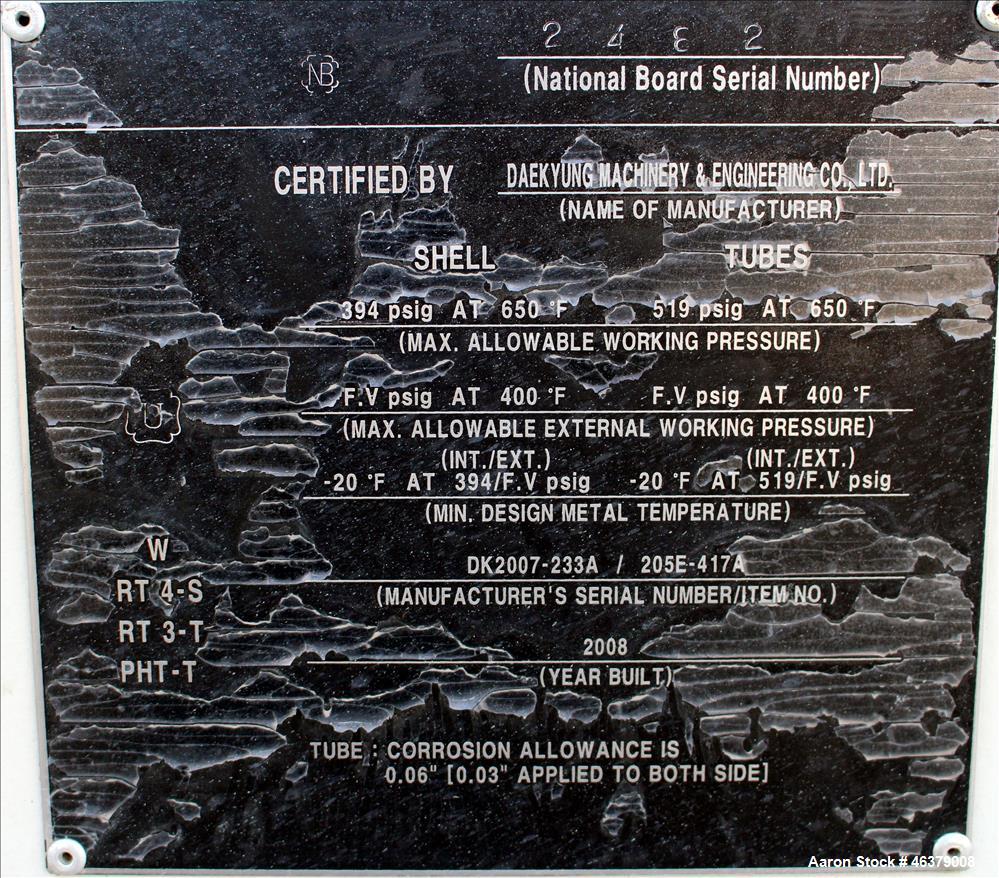 2 4 8 2
NB
(National Board Serial Number)
CERTIFIED BY DAEKYUNG MACHINERY & ENGINEERING CO., LTD.
(NAME OF MANUFACTURER)
SHELL TUBES
394 psig AT 650 °F 519 psig AT 650 °F
(MAX. ALLOWABLE WORKING PRESSURE)
F.V psig AT 400 °F F.V psig AT 400 °F
U
(MAX. ALLOWABLE EXTERNAL WORKING PRESSURE)
(INT./EXT.) (INT./EXT.)
-20 °F AT 394/F.V psig -20 °F AT 519/F.V psig
(MIN. DESIGN METAL TEMPERATURE)
W
DK2007-233A / 205E-417A
RT 4-S
(MANUFACTURER'S SERIAL NUMBER/ITEM NO.)
RT 3-T
2008
PHT-T
(YEAR BUILT)
TUBE : CORROSION ALLOWANCE IS
0.06" [0.03" APPLIED TO BOTH SIDE]
Aaron Stock # 46379008